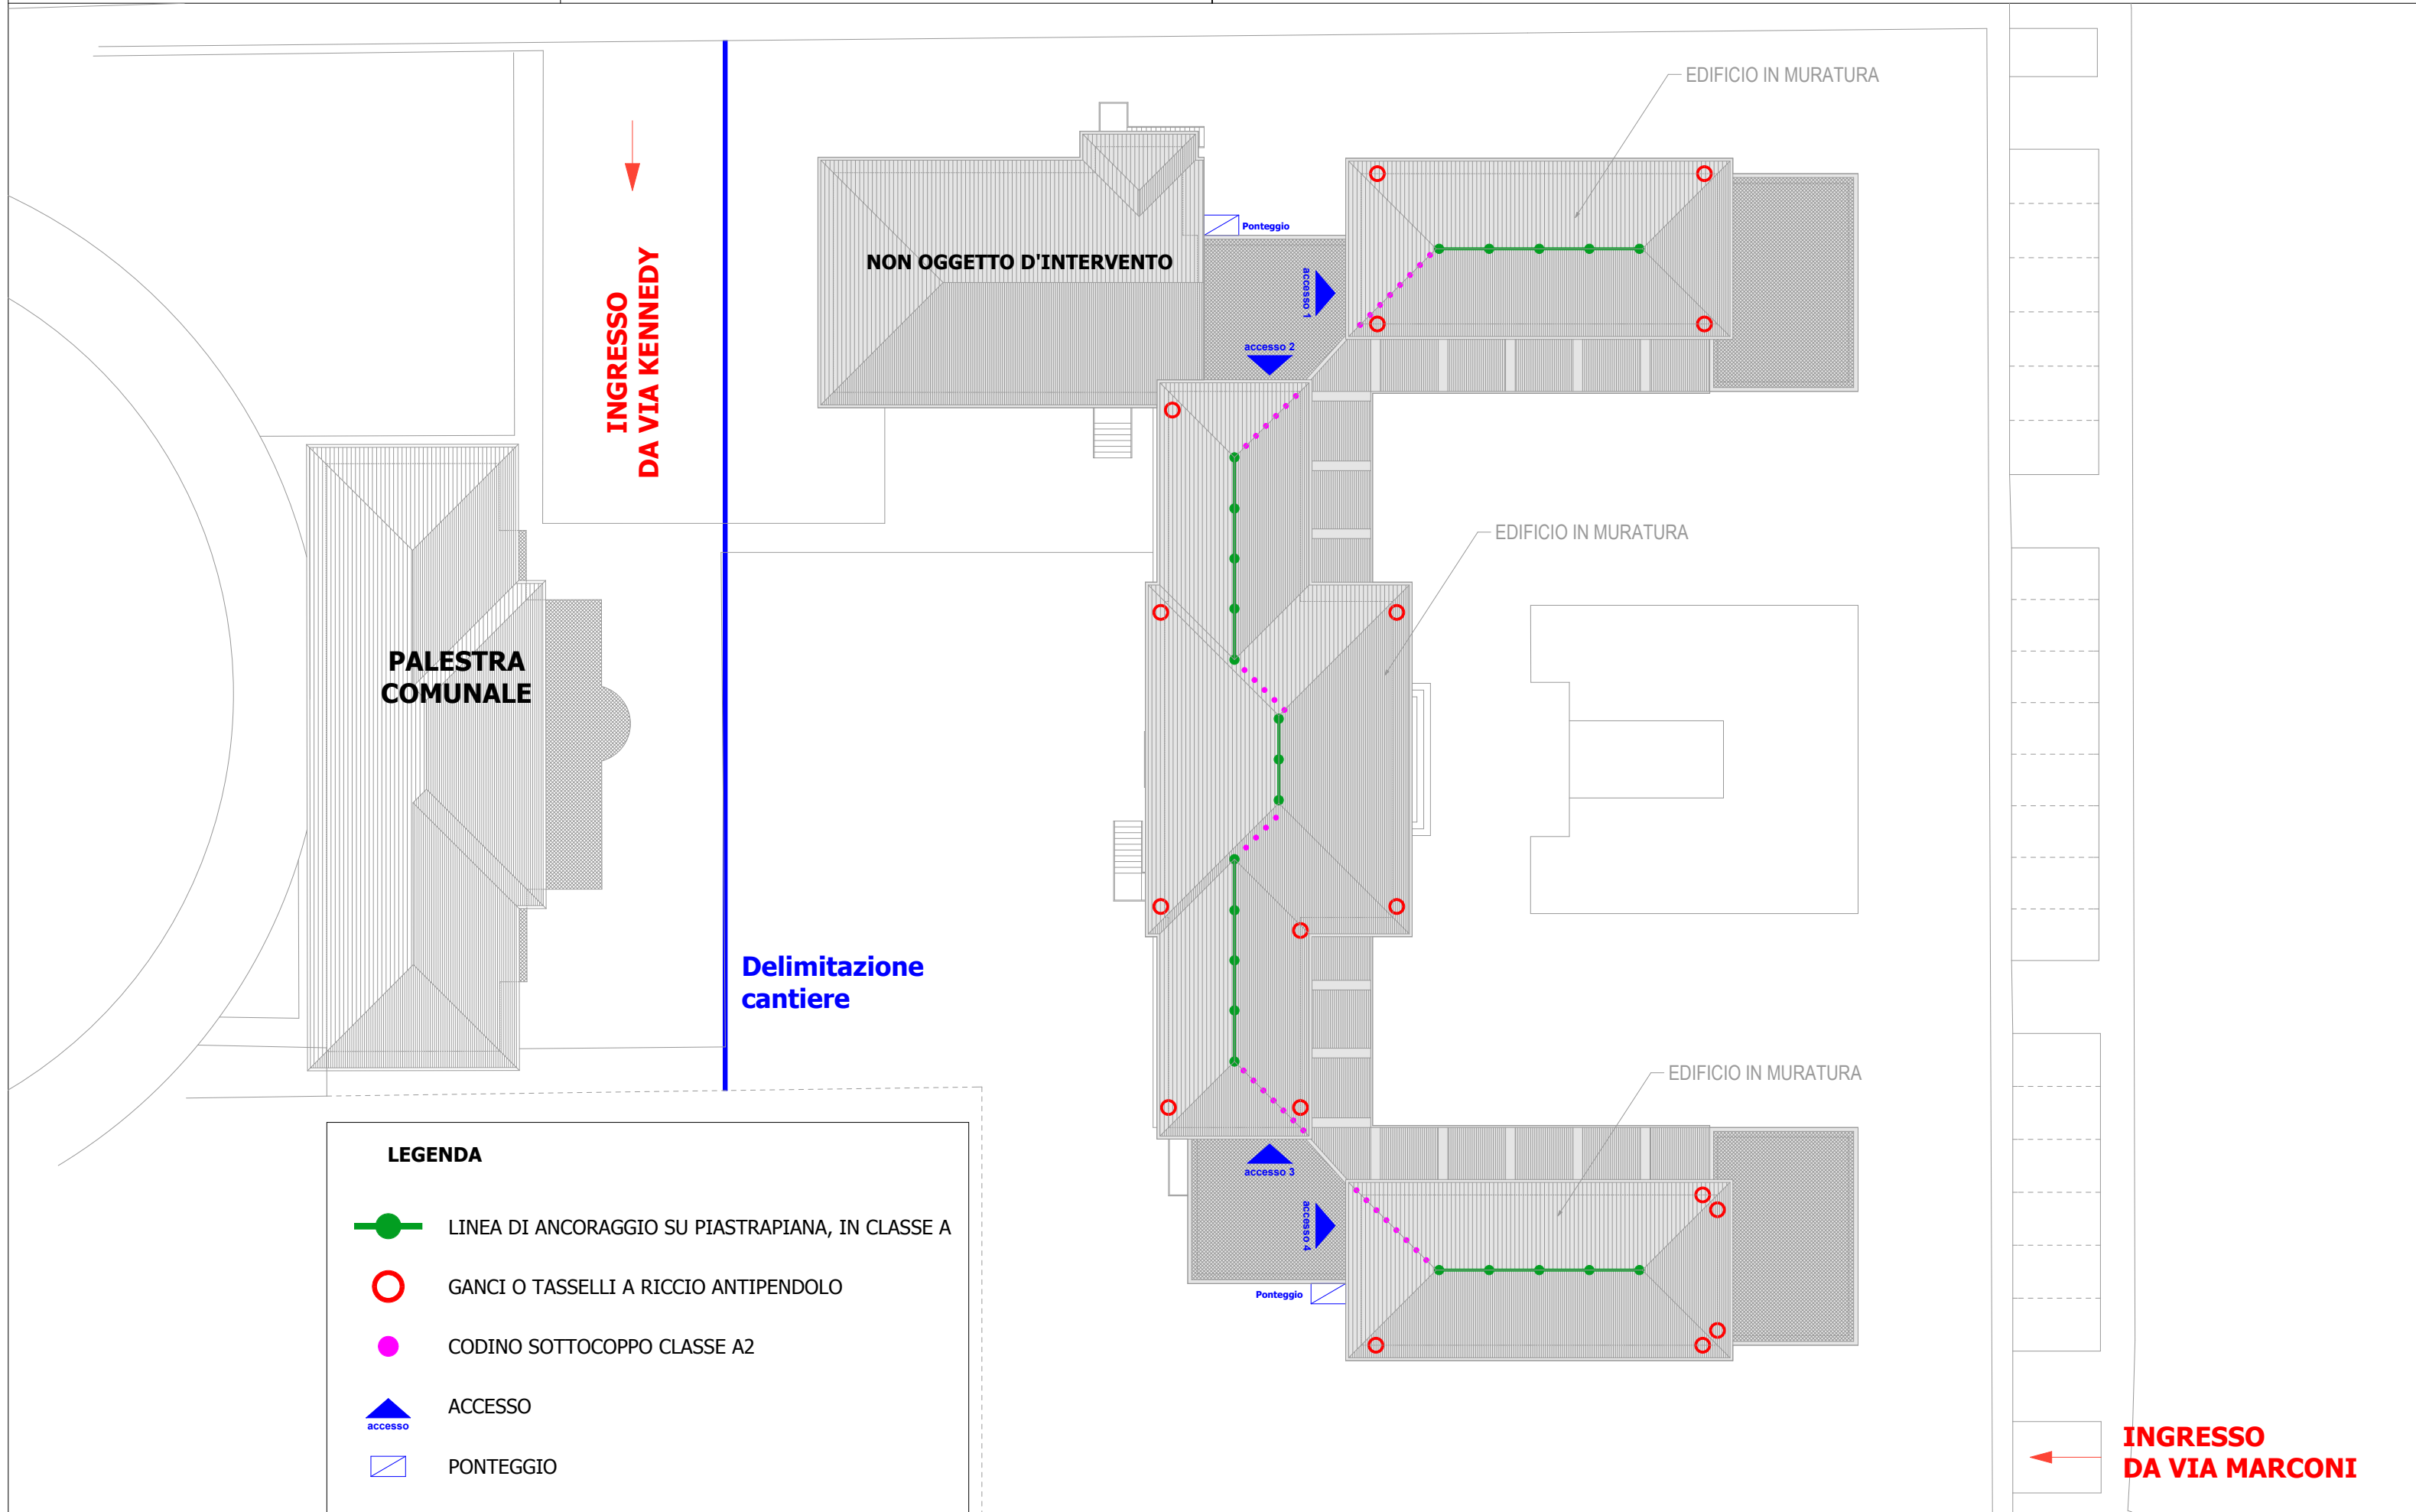 EDIFICIO IN MURATURA
Ponteggio
NON OGGETTO D'INTERVENTO
accesso 1
INGRESSO
DA VIA KENNEDY
accesso 2
EDIFICIO IN MURATURA
PALESTRA
COMUNALE
Delimitazione
cantiere
EDIFICIO IN MURATURA
accesso 3
accesso 4
Ponteggio
LEGENDA
LINEA DI ANCORAGGIO SU PIASTRAPIANA, IN CLASSE A
GANCI O TASSELLI A RICCIO ANTIPENDOLO
CODINO SOTTOCOPPO CLASSE A2
ACCESSO
accesso
PONTEGGIO
INGRESSO
DA VIA MARCONI